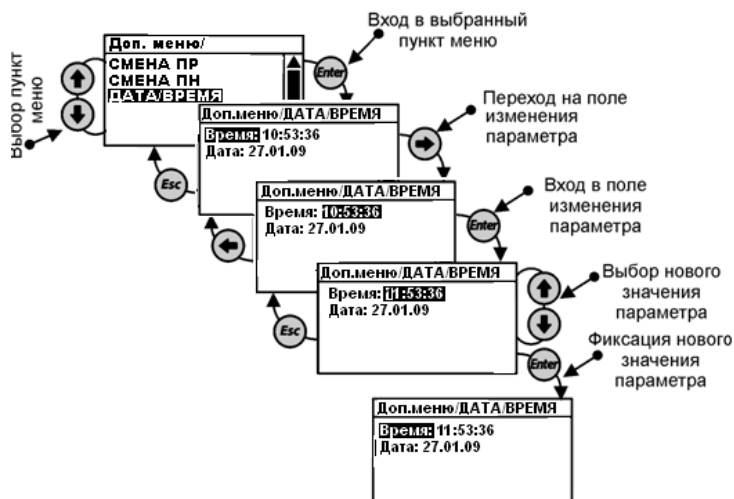 Вход в выбранный
пункт меню
Доп. меню/
СМЕНА ПР
СМЕНА ПН
ДАТА/ВРЕМЯ
Enter
Выбор пункт
меню
Доп.меню/ДАТА/ВРЕМЯ
Время: 10:53:36
Дата: 27.01.09
Переход на поле
изменения
параметра
Esc
Доп.меню/ДАТА/ВРЕМЯ
Время: 10:53:36
Дата: 27.01.09
Вход в поле
изменения
параметра
Enter
Доп.меню/ДАТА/ВРЕМЯ
Время: 11:53:36
Дата: 27.01.09
Выбор нового
значения
параметра
Esc
Фиксация нового
значения
параметра
Enter
Доп.меню/ДАТА/ВРЕМЯ
Время: 11:53:36
Дата: 27.01.09